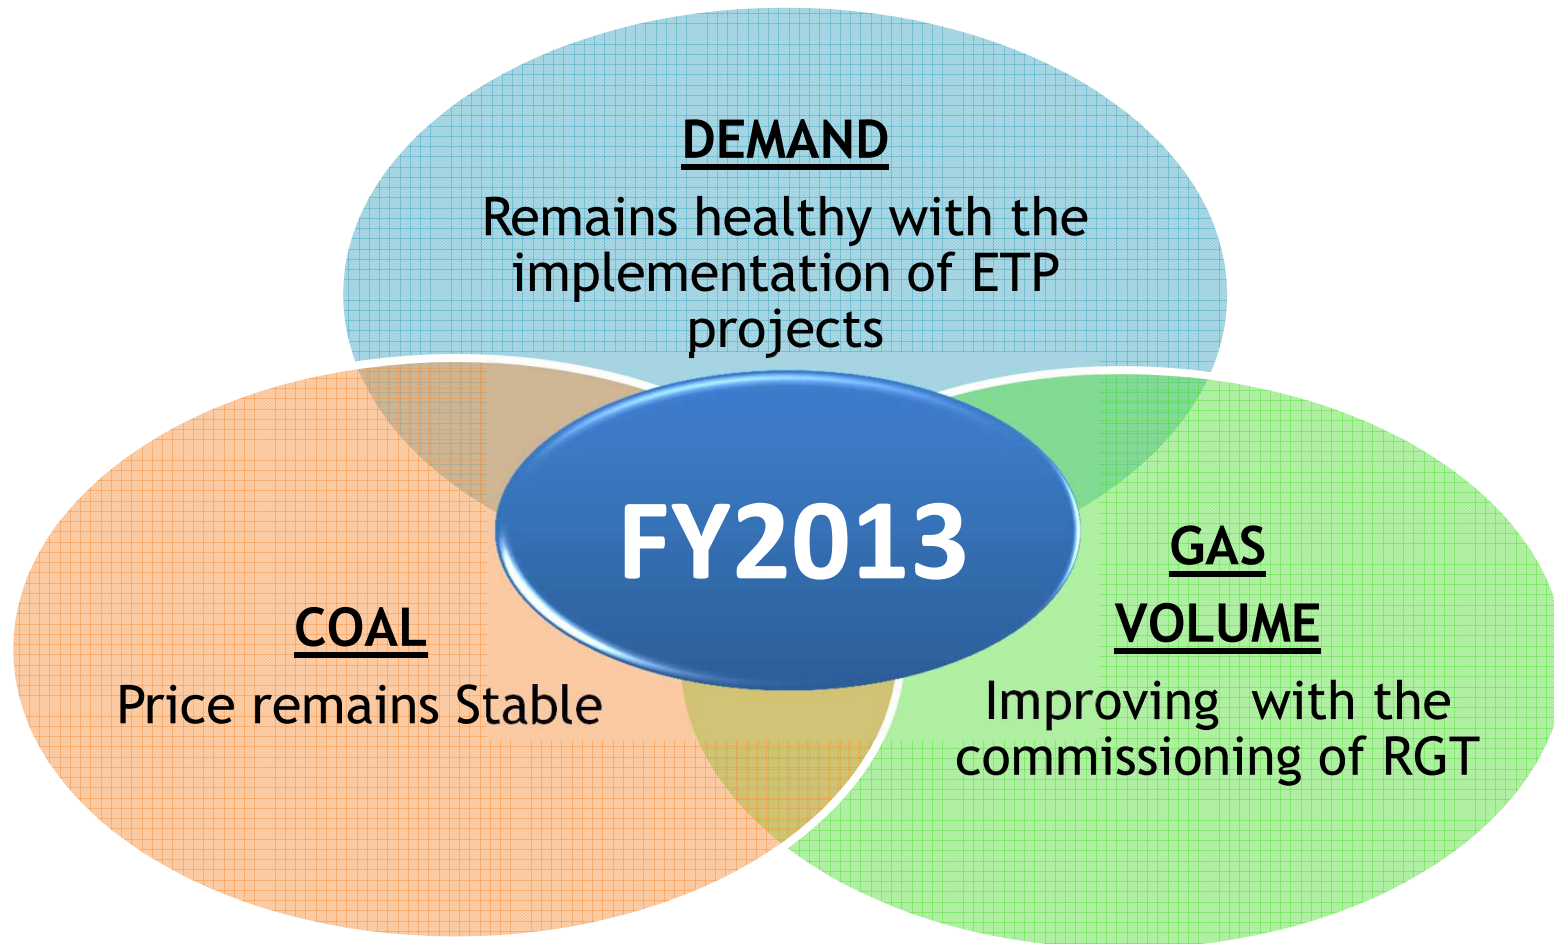 DEMAND
Remains healthy with the
implementation of ETP
projects
FY2013
COAL
Price remains Stable
GAS
VOLUME
Improving  with the
commissioning of RGT